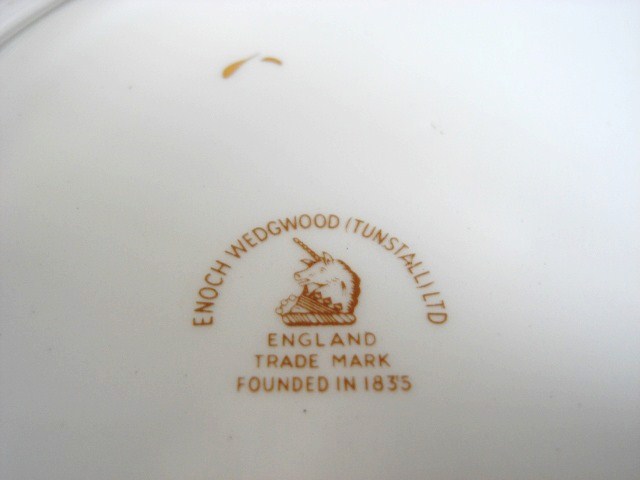 ENOCH WEDGWOOD (TUNSTALL) LTD
ENGLAND
TRADE MARK
FOUNDED IN 1835